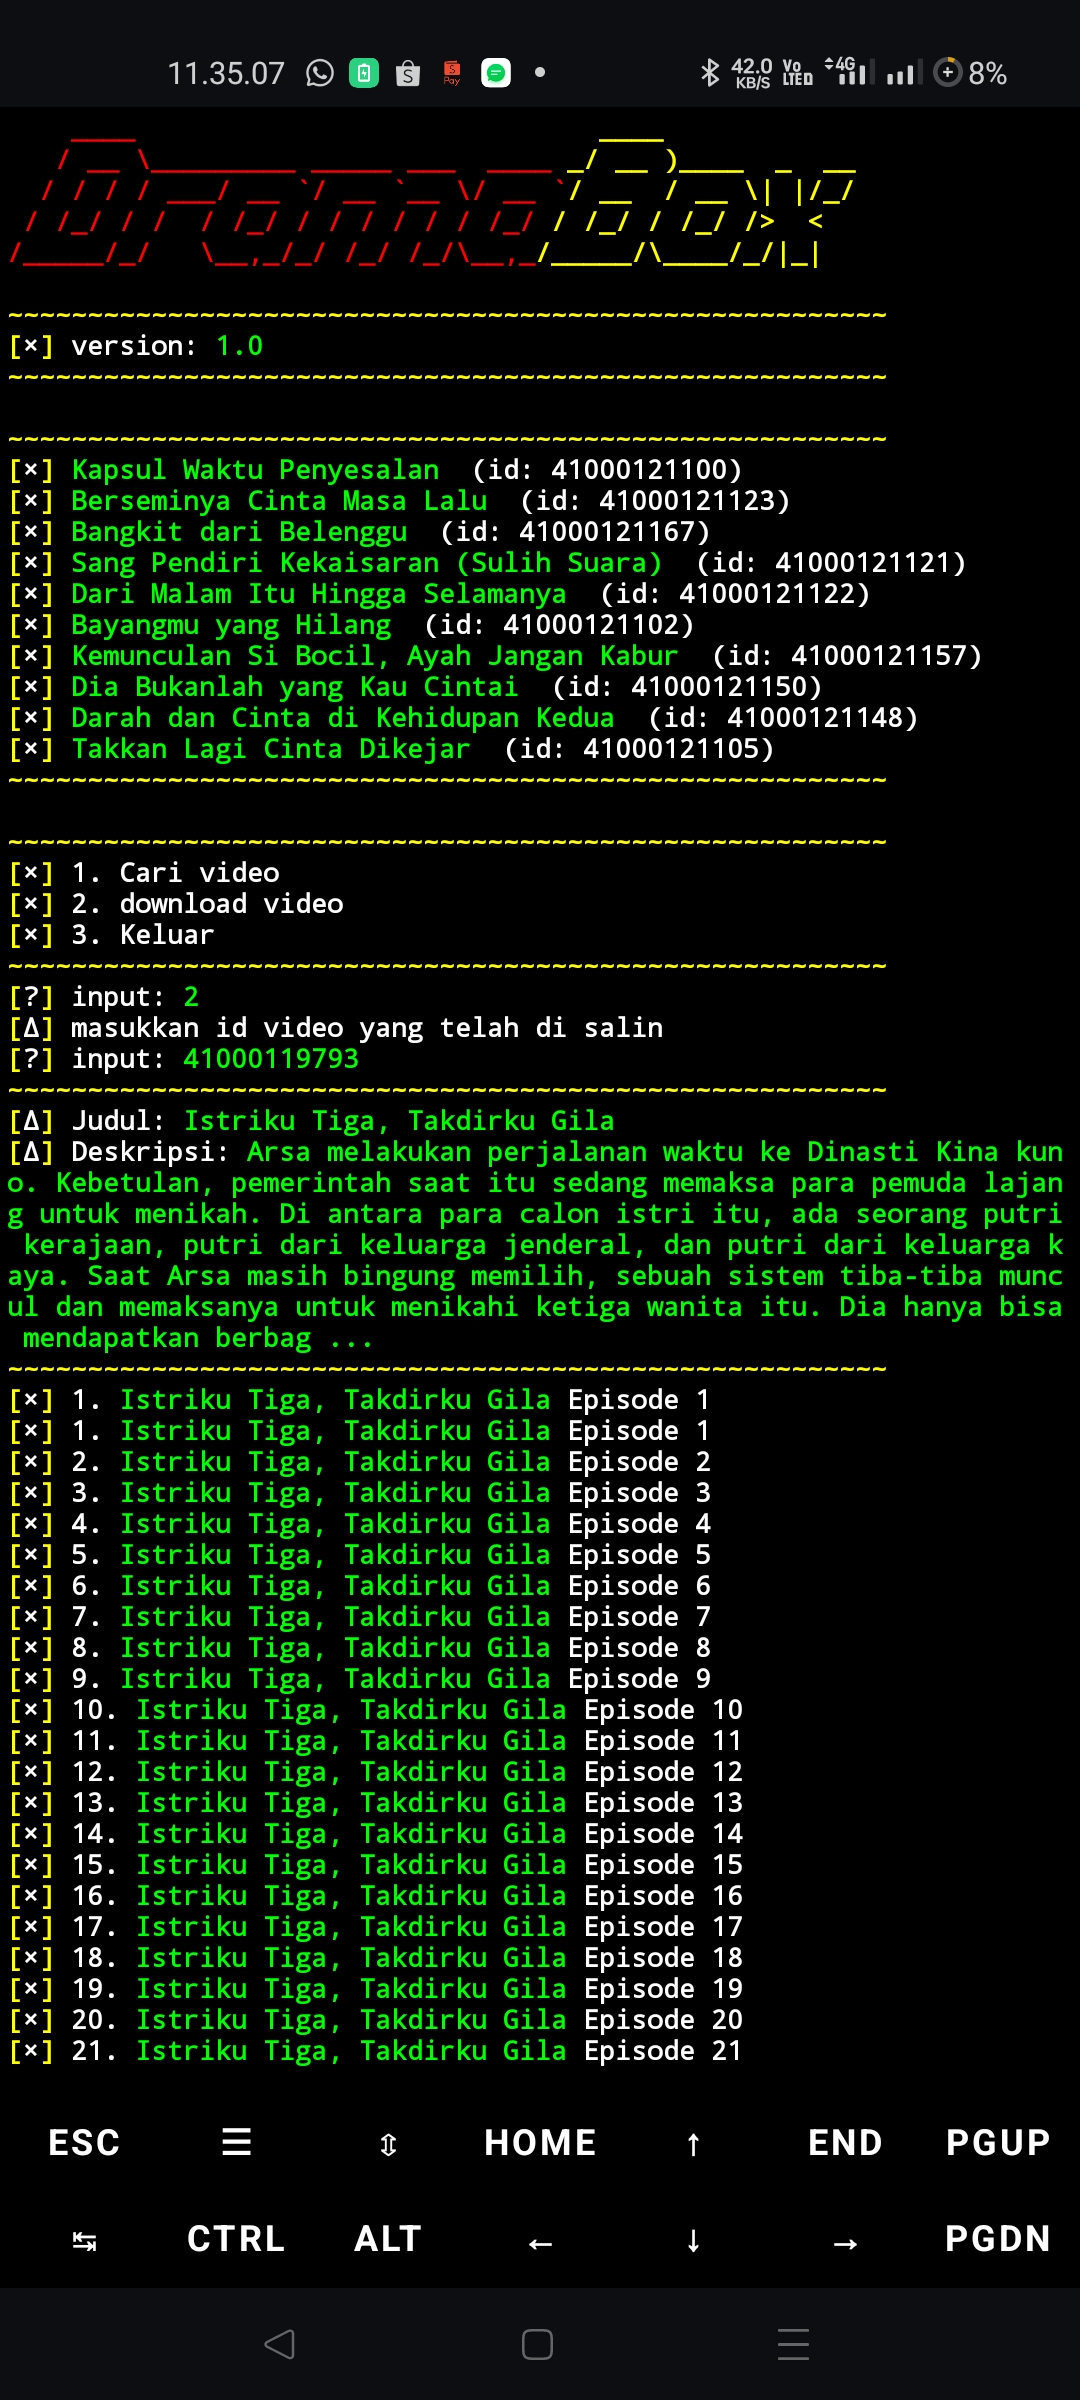 11.35.07 S S Pay 42.0 KB/S Vo LTED 4G 8%
Dramabox
[×] version: 1.0
[×] Kapsul Waktu Penyesalan (id: 41000121100)
[×] Berseminya Cinta Masa Lalu (id: 41000121123)
[×] Bangkit dari Belenggu (id: 41000121167)
[×] Sang Pendiri Kekaisaran (Sulih Suara) (id: 41000121121)
[×] Dari Malam Itu Hingga Selamanya (id: 41000121122)
[×] Bayangmu yang Hilang (id: 41000121102)
[×] Kemunculan Si Bocil, Ayah Jangan Kabur (id: 41000121157)
[×] Dia Bukanlah yang Kau Cintai (id: 41000121150)
[×] Darah dan Cinta di Kehidupan Kedua (id: 41000121148)
[×] Takkan Lagi Cinta Dikejar (id: 41000121105)
[×] 1. Cari video
[×] 2. download video
[×] 3. Keluar
[?] input: 2
[Δ] masukkan id video yang telah di salin
[?] input: 41000119793
[Δ] Judul: Istriku Tiga, Takdirku Gila
[Δ] Deskripsi: Arsa melakukan perjalanan waktu ke Dinasti Kina kun
o. Kebetulan, pemerintah saat itu sedang memaksa para pemuda lajan
g untuk menikah. Di antara para calon istri itu, ada seorang putri
kerajaan, putri dari keluarga jenderal, dan putri dari keluarga k
aya. Saat Arsa masih bingung memilih, sebuah sistem tiba-tiba munc
ul dan memaksanya untuk menikahi ketiga wanita itu. Dia hanya bisa
mendapatkan berbag ...
[×] 1. Istriku Tiga, Takdirku Gila Episode 1
[×] 1. Istriku Tiga, Takdirku Gila Episode 1
[×] 2. Istriku Tiga, Takdirku Gila Episode 2
[×] 3. Istriku Tiga, Takdirku Gila Episode 3
[×] 4. Istriku Tiga, Takdirku Gila Episode 4
[×] 5. Istriku Tiga, Takdirku Gila Episode 5
[×] 6. Istriku Tiga, Takdirku Gila Episode 6
[×] 7. Istriku Tiga, Takdirku Gila Episode 7
[×] 8. Istriku Tiga, Takdirku Gila Episode 8
[×] 9. Istriku Tiga, Takdirku Gila Episode 9
[×] 10. Istriku Tiga, Takdirku Gila Episode 10
[×] 11. Istriku Tiga, Takdirku Gila Episode 11
[×] 12. Istriku Tiga, Takdirku Gila Episode 12
[×] 13. Istriku Tiga, Takdirku Gila Episode 13
[×] 14. Istriku Tiga, Takdirku Gila Episode 14
[×] 15. Istriku Tiga, Takdirku Gila Episode 15
[×] 16. Istriku Tiga, Takdirku Gila Episode 16
[×] 17. Istriku Tiga, Takdirku Gila Episode 17
[×] 18. Istriku Tiga, Takdirku Gila Episode 18
[×] 19. Istriku Tiga, Takdirku Gila Episode 19
[×] 20. Istriku Tiga, Takdirku Gila Episode 20
[×] 21. Istriku Tiga, Takdirku Gila Episode 21
ESC ☰ ⇳ HOME ↑ END PGUP
↹ CTRL ALT ← ↓ → PGDN